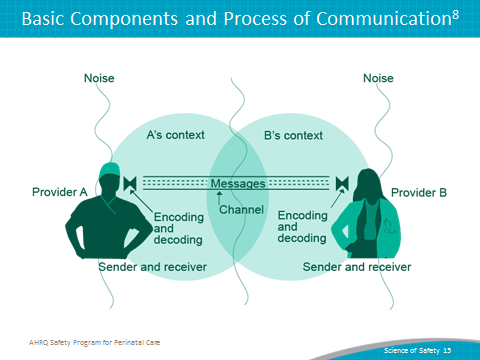 Basic Components and Process of Communication8
Noise
Noise
A's context
B's context
Messages
Provider A
Provider B
Channel
Encoding
and
decoding
Encoding
and
decoding
Sender and receiver
Sender and receiver
AHRQ Safety Program for Perinatal Care
Science of Safety 15